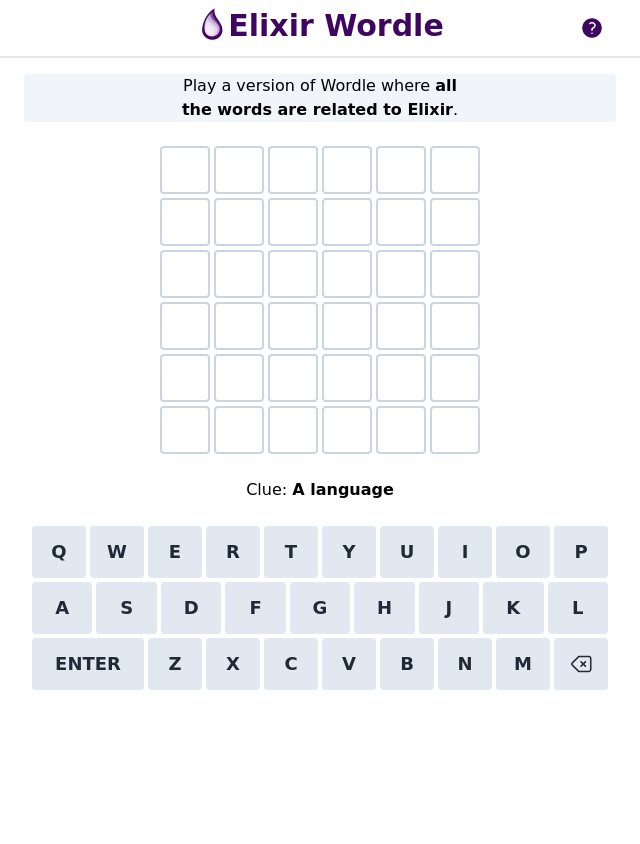 Elixir Wordle
?
Play a version of Wordle where all
the words are related to Elixir.
Clue: A language
Q W E R T Y U I O P
A S D F G H J K L
ENTER Z X C V B N M